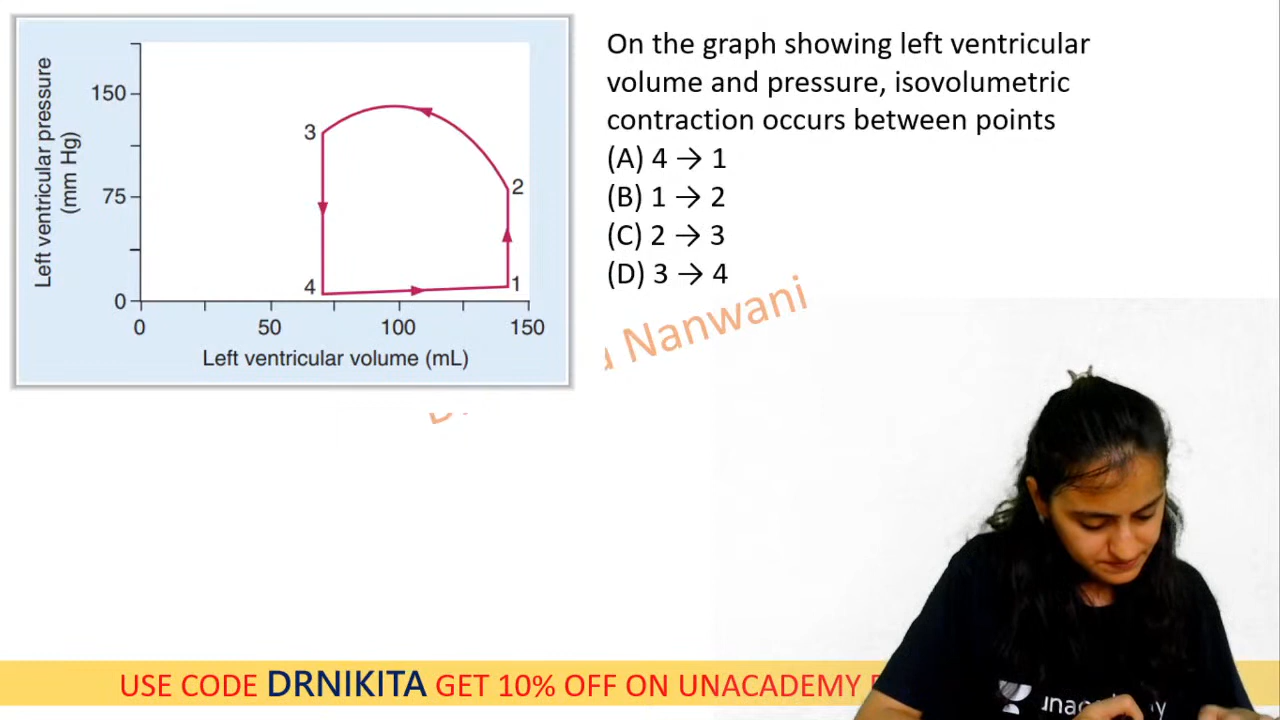 Left ventricular pressure
(mm Hg)
150
75
0
3
2
4
1
0
50
100
150
Left ventricular volume (mL)
On the graph showing left ventricular
volume and pressure, isovolumetric
contraction occurs between points
(A) 4 → 1
(B) 1 → 2
(C) 2 → 3
(D) 3 → 4
Nanwani
USE CODE DRNIKITA GET 10% OFF ON UNACADEMY